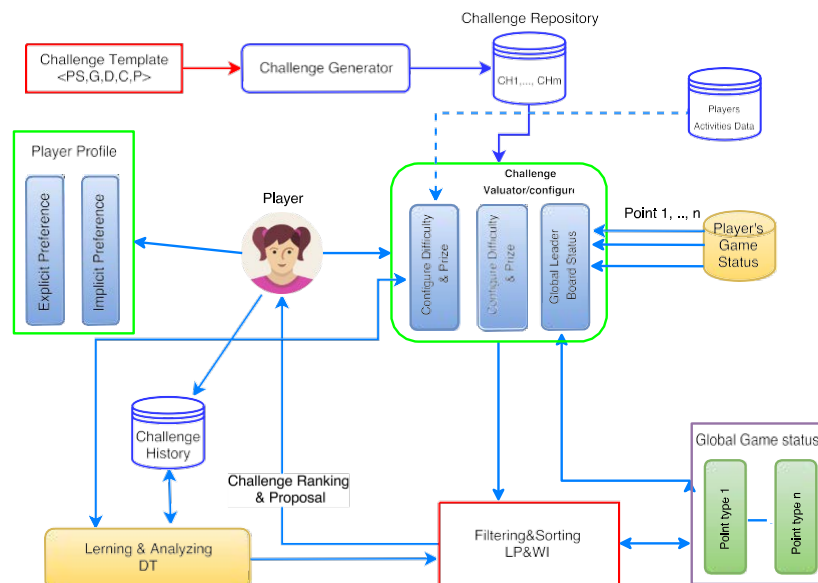 Challenge Repository
Challenge Template
<PS,G,D,C,P>
Challenge Generator
CH1,..., CHm
Players
Activities Data
Player Profile
Explicit Preference
Implicit Preference
Player
Challenge
Valuator/configure
Configure Difficulty
& Prize
Configure Difficulty
& Prize
Global Leader
Board Status
Point 1, .., n
Player's
Game
Status
Challenge
History
Challenge Ranking
& Proposal
Global Game status
Point type 1
Point type n
Lerning & Analyzing
DT
Filtering&Sorting
LP&WI